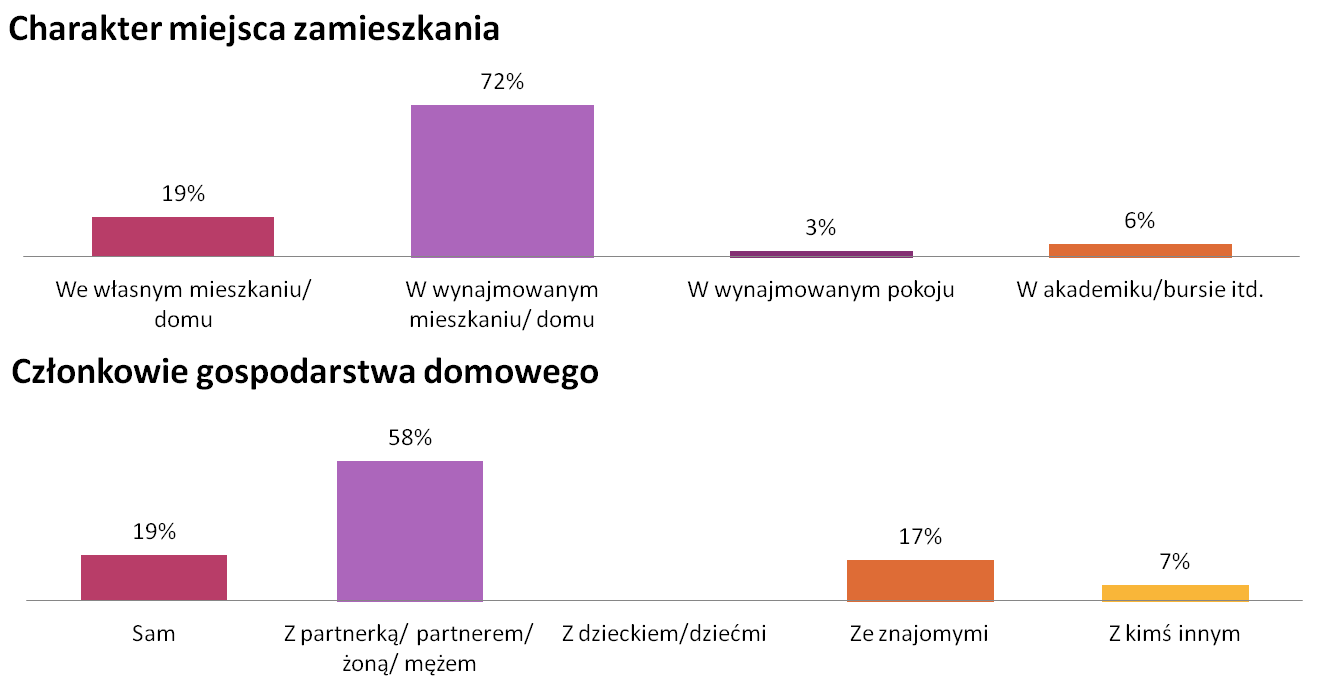 Charakter miejsca zamieszkania
72%
19%
3%
6%
We własnym mieszkaniu/
domu
W wynajmowanym
mieszkaniu/ domu
W wynajmowanym pokoju
W akademiku/bursie itd.
Członkowie gospodarstwa domowego
58%
19%
17%
7%
Sam
Z partnerką/ partnerem/
żoną/ mężem
Z dzieckiem/dziećmi
Ze znajomymi
Z kimś innym